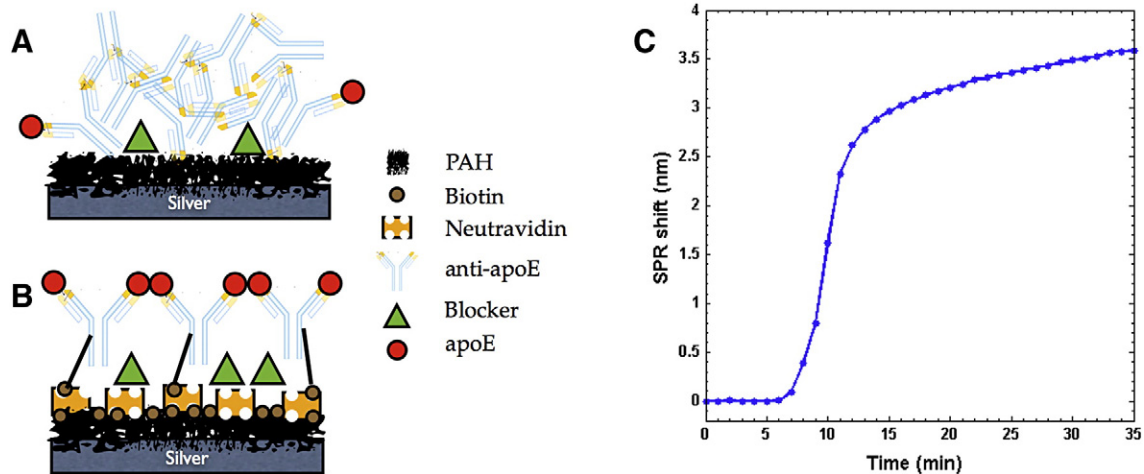 A
Silver
B
Silver
PAH
Biotin
Neutravidin
anti-apoE
Blocker
apoE
C
SPR shift (nm)
4
3.5
3
2.5
2
1.5
1
0.5
0
0 5 10 15 20 25 30 35
Time (min)